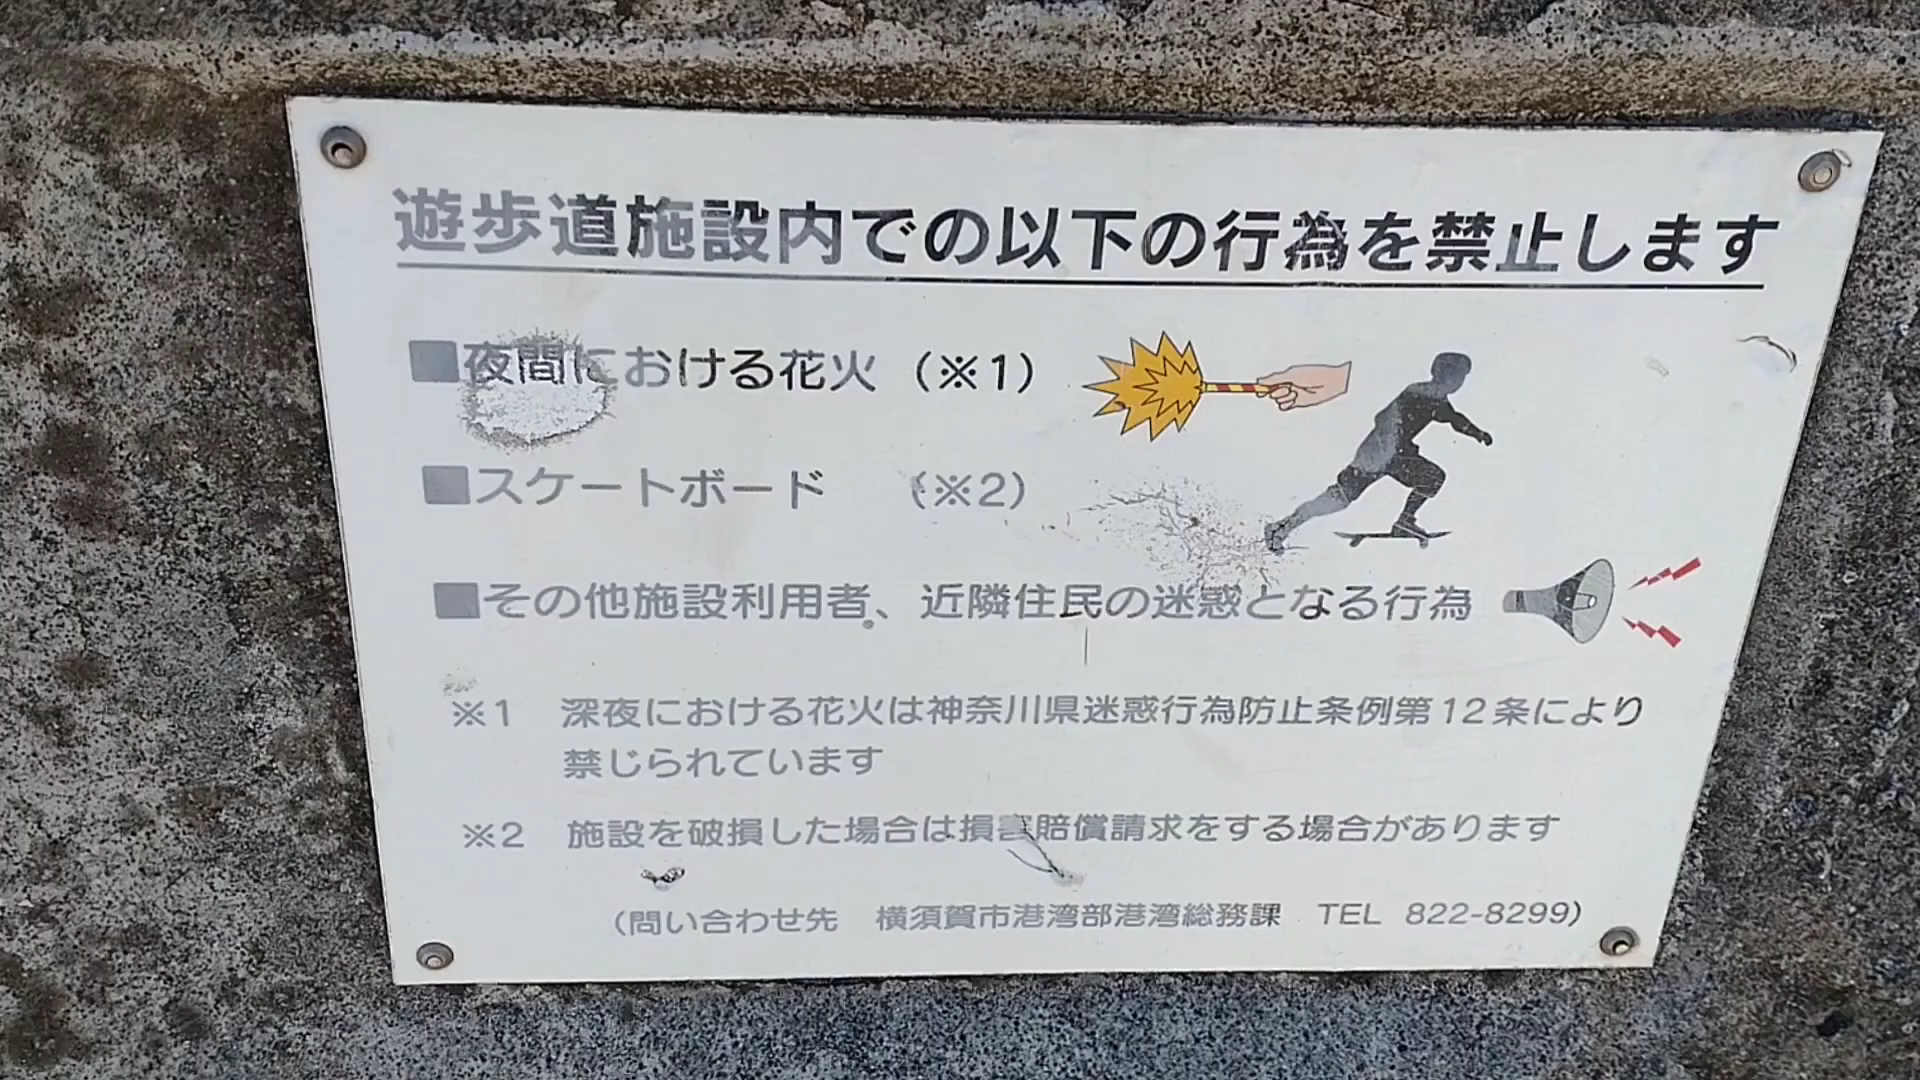 遊歩道施設内での以下の行為を禁止します
■夜間における花火（※1）
■スケートボード　（※2）
■その他施設利用者、近隣住民の迷惑となる行為
※1　深夜における花火は神奈川県迷惑行為防止条例第12条により
禁じられています
※2　施設を破損した場合は損害賠償請求をする場合があります
（問い合わせ先　横須賀市港湾部港湾総務課　TEL 822-8299）